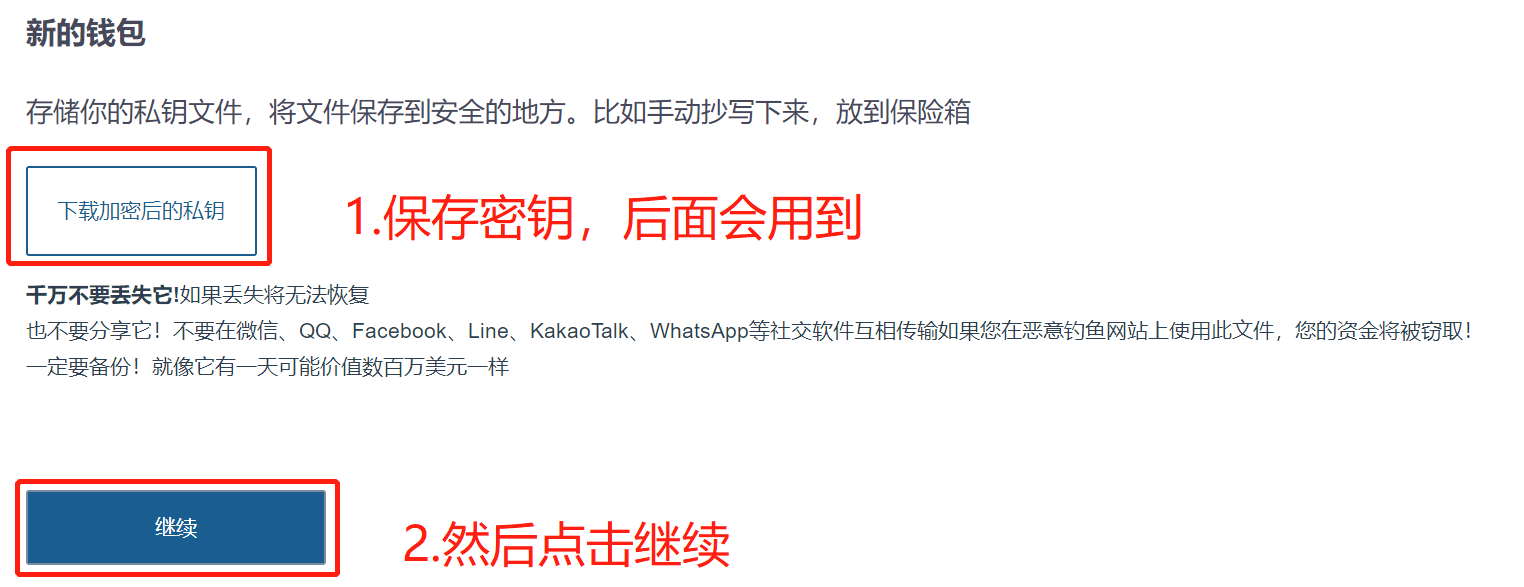 新的钱包
存储你的私钥文件，将文件保存到安全的地方。比如手动抄写下来，放到保险箱
下载加密后的私钥
1.保存密钥，后面会用到
千万不要丢失它!如果丢失将无法恢复
也不要分享它！不要在微信、QQ、Facebook、Line、KakaoTalk、WhatsApp等社交软件互相传输如果您在恶意钓鱼网站上使用此文件，您的资金将被窃取！
一定要备份！就像它有一天可能价值数百万美元一样
继续
2.然后点击继续